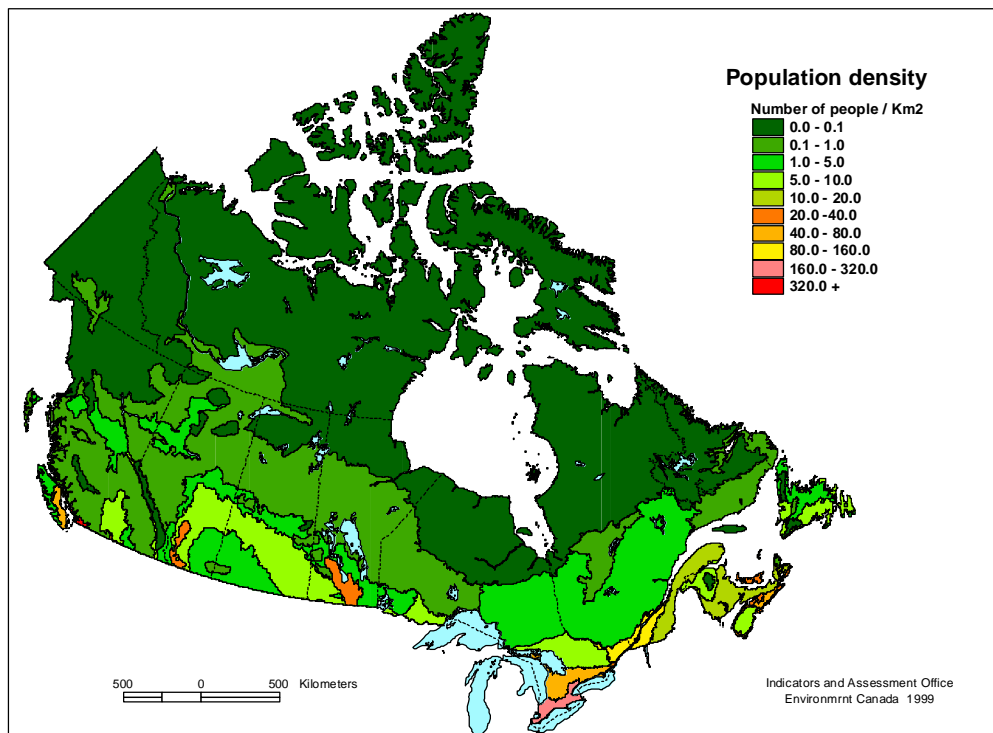 Population density
Number of people / Km2
0.0 - 0.1
0.1 - 1.0
1.0 - 5.0
5.0 - 10.0
10.0 - 20.0
20.0 -40.0
40.0 - 80.0
80.0 - 160.0
160.0 - 320.0
320.0 +
500 0 500 Kilometers
Indicators and Assessment Office
Environmrnt Canada 1999